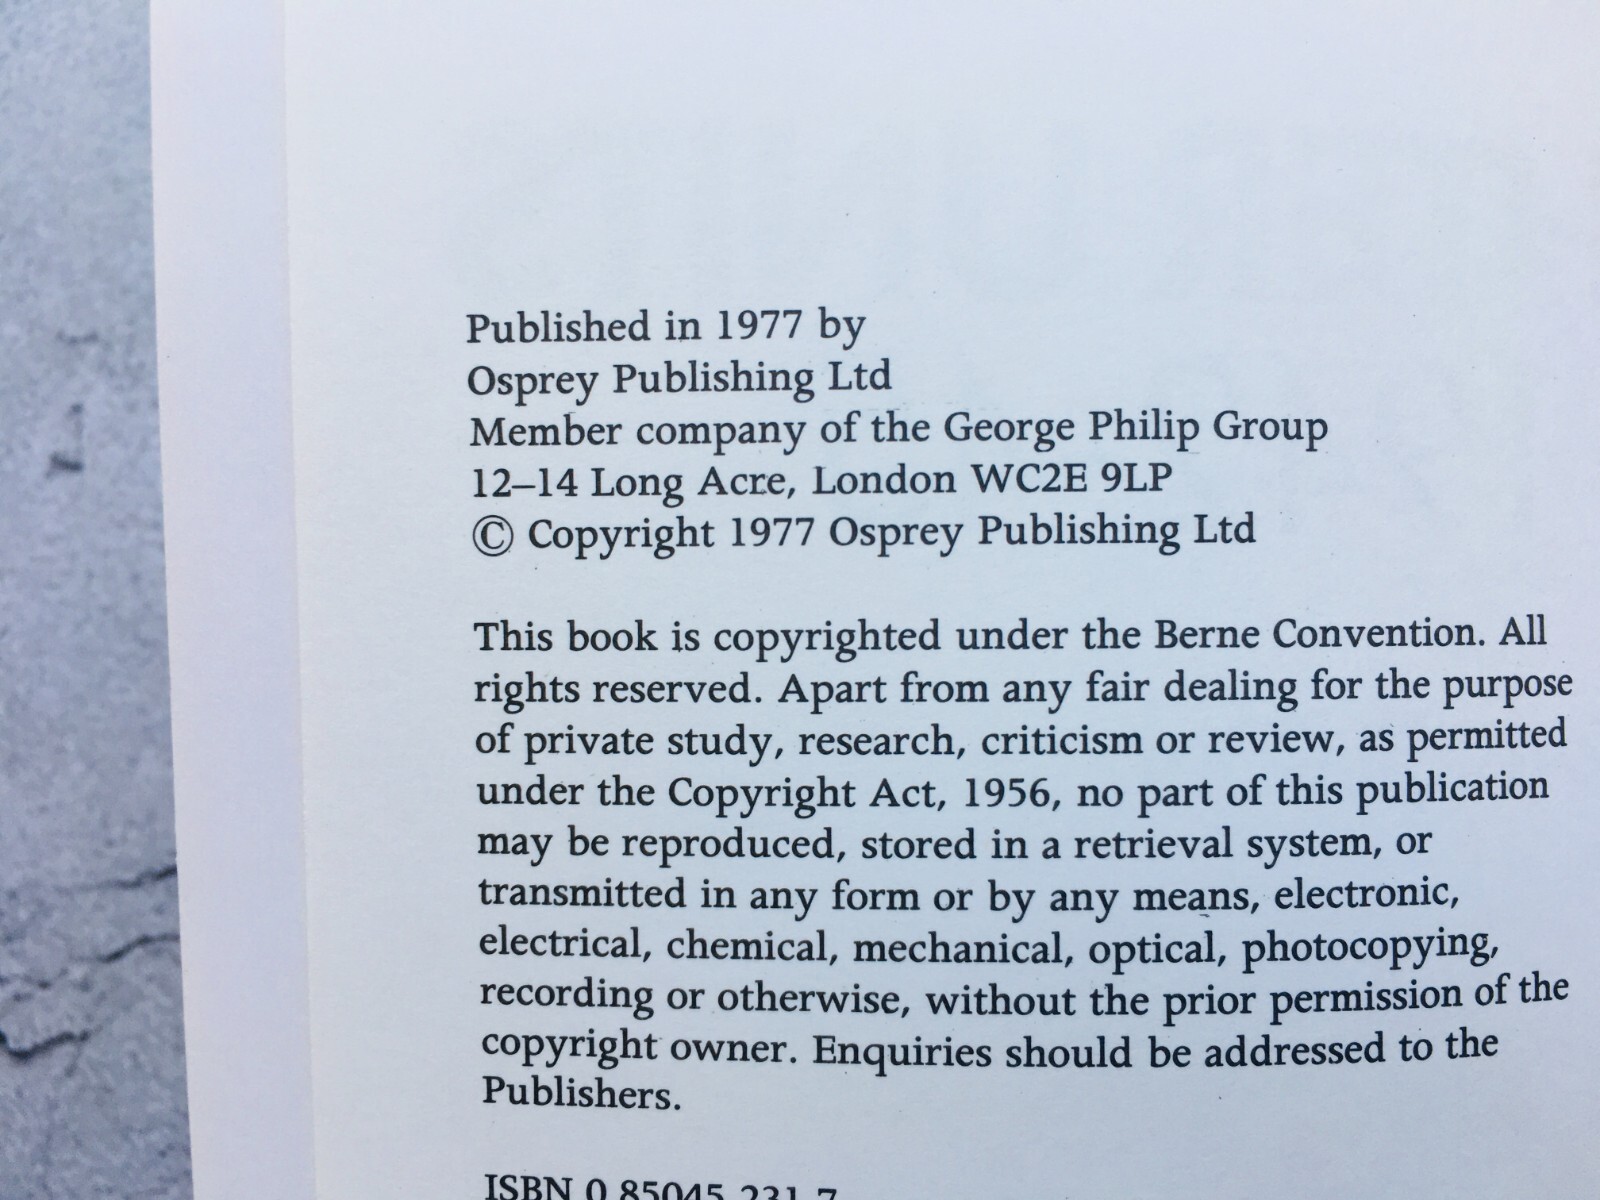 Published in 1977 by
Osprey Publishing Ltd
Member company of the George Philip Group
12–14 Long Acre, London WC2E 9LP
© Copyright 1977 Osprey Publishing Ltd
This book is copyrighted under the Berne Convention. All
rights reserved. Apart from any fair dealing for the purpose
of private study, research, criticism or review, as permitted
under the Copyright Act, 1956, no part of this publication
may be reproduced, stored in a retrieval system, or
transmitted in any form or by any means, electronic,
electrical, chemical, mechanical, optical, photocopying,
recording or otherwise, without the prior permission of the
copyright owner. Enquiries should be addressed to the
Publishers.
ISBN 0 85045 231 7